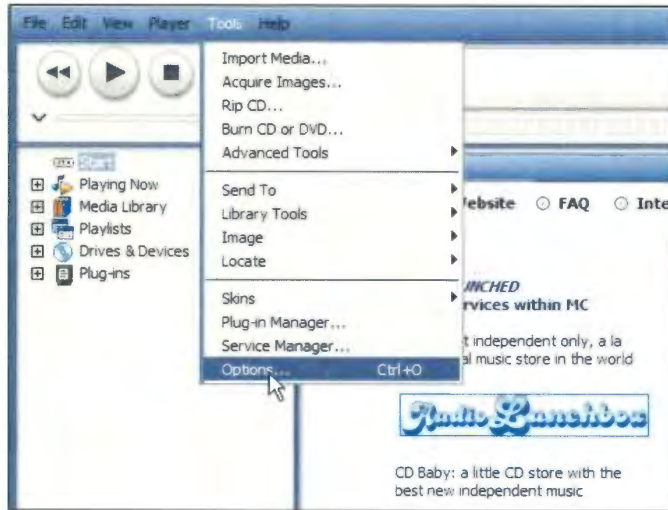 File Edit View Player Tools Help
Import Media...
Acquire Images...
Rip CD...
Burn CD or DVD...
Advanced Tools
Send To
Library Tools
Image
Locate
Skins
Plug-in Manager...
Service Manager...
Options... Ctrl+O
Start
Playing Now
Media Library
Playlists
Drives & Devices
Plug-ins
ebsite FAQ Inte
UNCHED
rvices within MC
t independent only, a la
al music store in the world
Audio Lunchbox
CD Baby: a little CD store with the
best new independent music